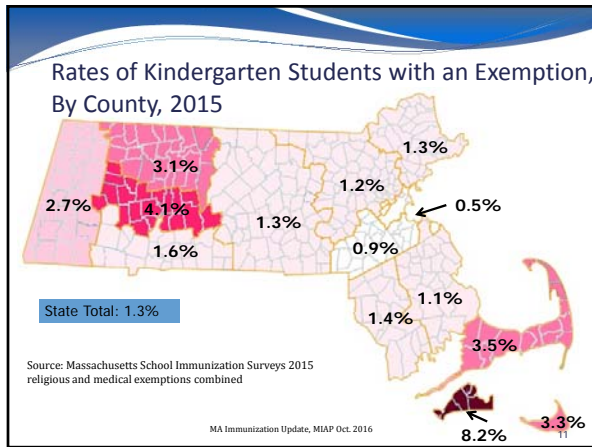 Rates of Kindergarten Students with an Exemption,
By County, 2015
1.3%
3.1%
1.2%
2.7%
4.1%
1.3%
0.5%
0.9%
1.6%
1.1%
1.4%
State Total: 1.3%
3.5%
Source: Massachusetts School Immunization Surveys 2015
religious and medical exemptions combined
3.3%
8.2%
MA Immunization Update, MIAP Oct. 2016
11